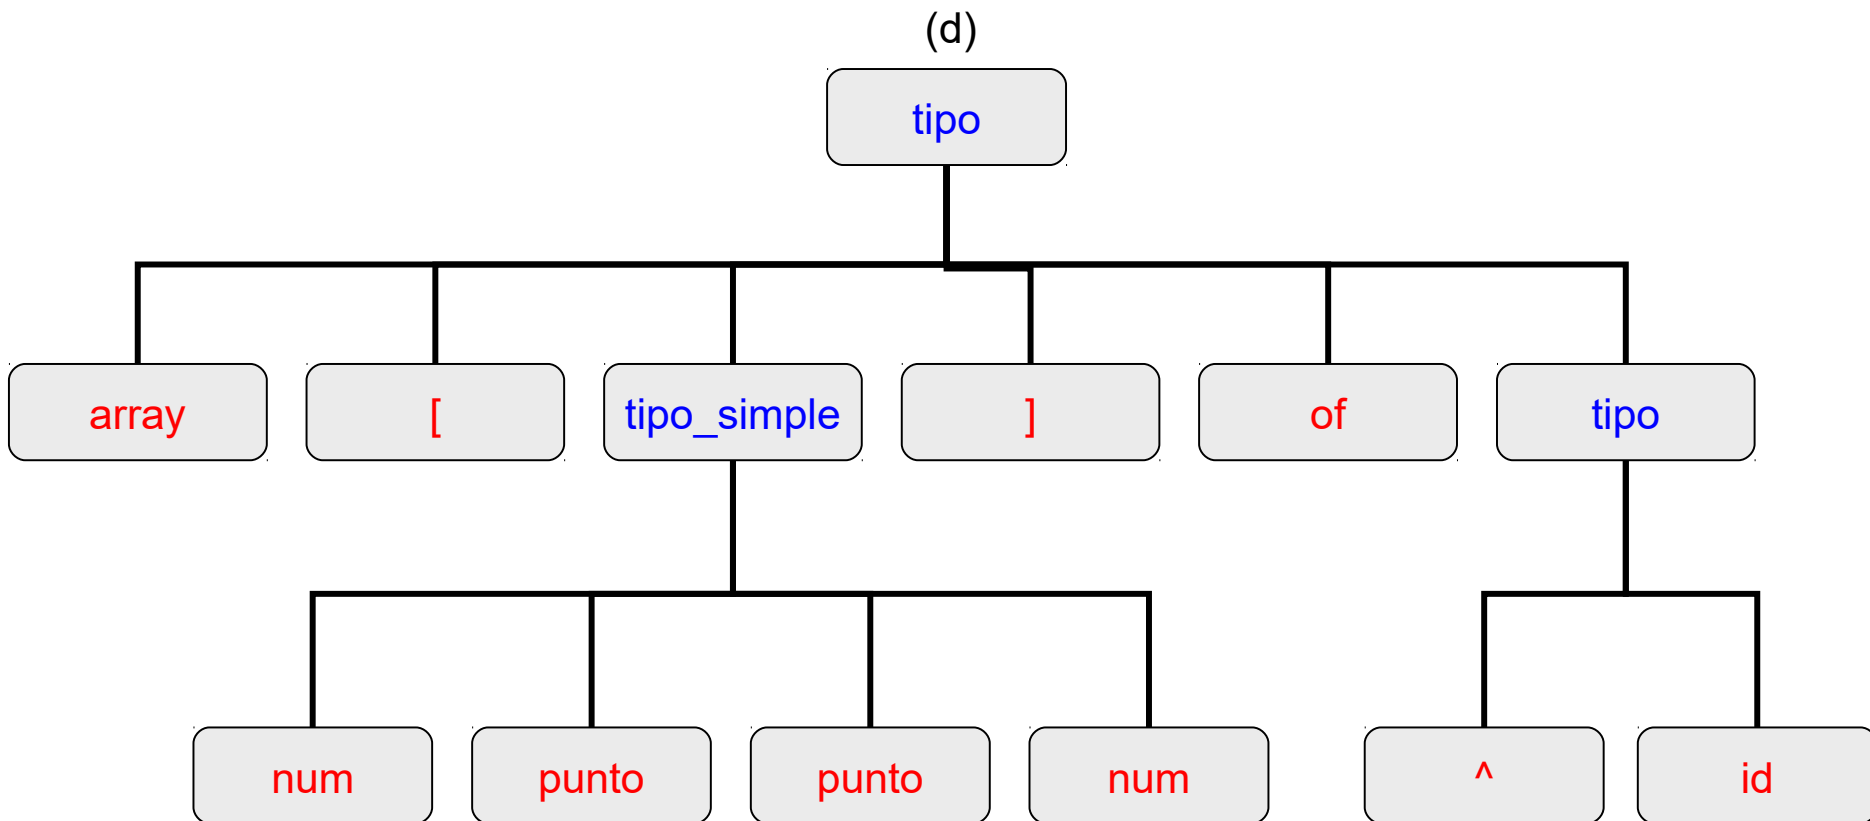 (d)
tipo
array [ tipo_simple ] of tipo
num punto punto num ^ id